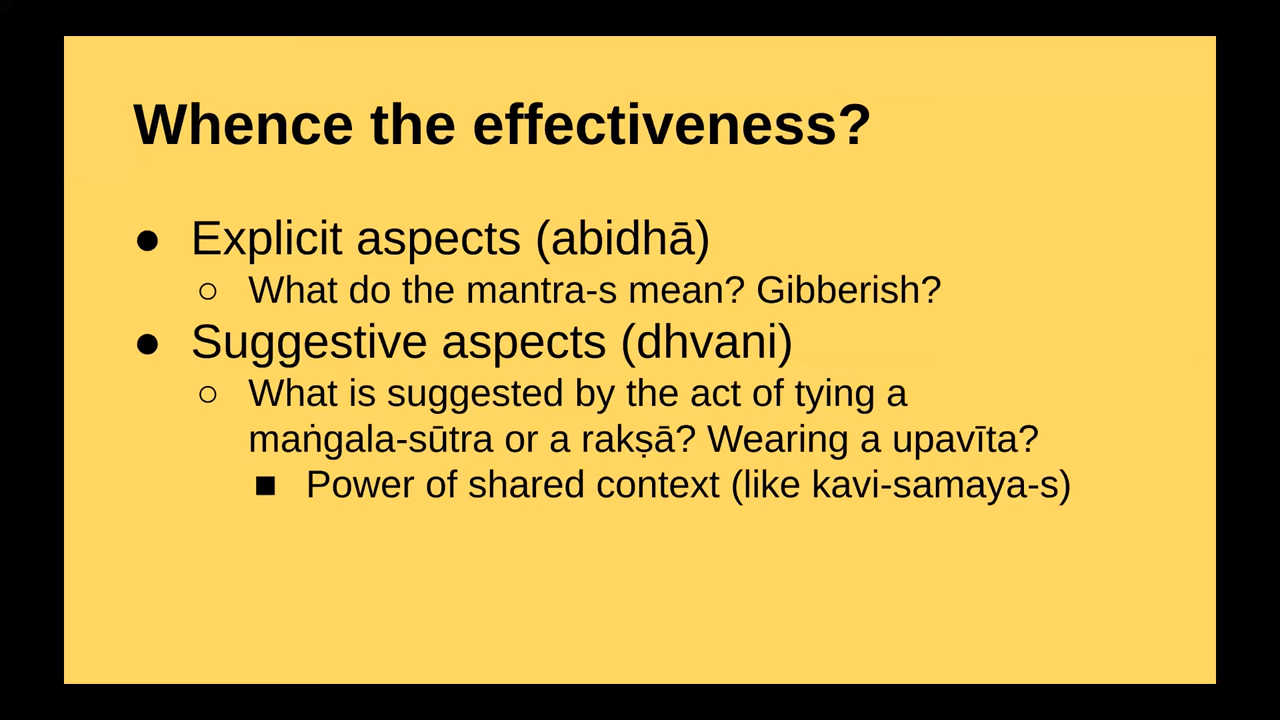 Whence the effectiveness?
● Explicit aspects (abidhā)
○ What do the mantra-s mean? Gibberish?
● Suggestive aspects (dhvani)
○ What is suggested by the act of tying a
maṅgala-sūtra or a rakṣā? Wearing a upavīta?
■ Power of shared context (like kavi-samaya-s)